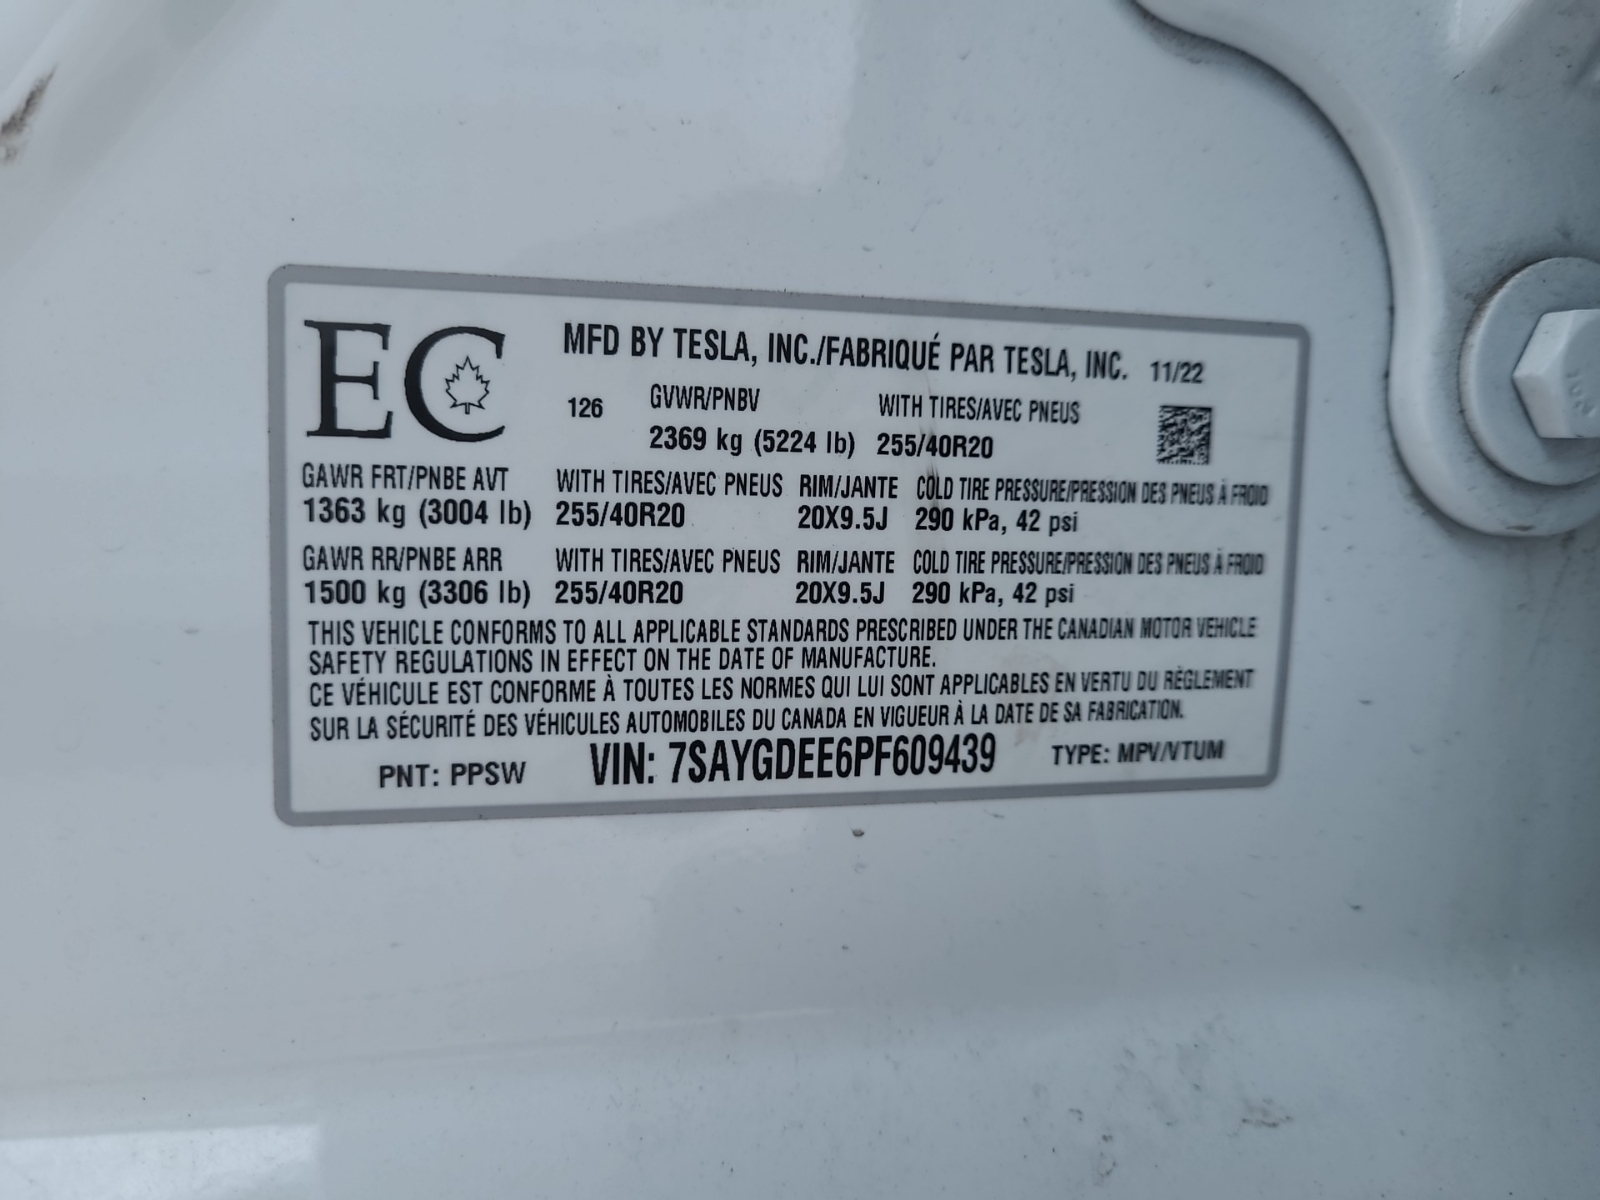 EC
MFD BY TESLA, INC./FABRIQUÉ PAR TESLA, INC. 11/22
126 GVWR/PNBV WITH TIRES/AVEC PNEUS
2369 kg (5224 lb) 255/40R20
GAWR FRT/PNBE AVT WITH TIRES/AVEC PNEUS RIM/JANTE COLD TIRE PRESSURE/PRESSION DES PNEUS À FROID
1363 kg (3004 lb) 255/40R20 20X9.5J 290 kPa, 42 psi
GAWR RR/PNBE ARR WITH TIRES/AVEC PNEUS RIM/JANTE COLD TIRE PRESSURE/PRESSION DES PNEUS À FROID
1500 kg (3306 lb) 255/40R20 20X9.5J 290 kPa, 42 psi
THIS VEHICLE CONFORMS TO ALL APPLICABLE STANDARDS PRESCRIBED UNDER THE CANADIAN MOTOR VEHICLE
SAFETY REGULATIONS IN EFFECT ON THE DATE OF MANUFACTURE.
CE VÉHICULE EST CONFORME À TOUTES LES NORMES QUI LUI SONT APPLICABLES EN VERTU DU RÈGLEMENT
SUR LA SÉCURITÉ DES VÉHICULES AUTOMOBILES DU CANADA EN VIGUEUR À LA DATE DE SA FABRICATION.
PNT: PPSW VIN: 7SAYGDEE6PF609439 TYPE: MPV/VTUM